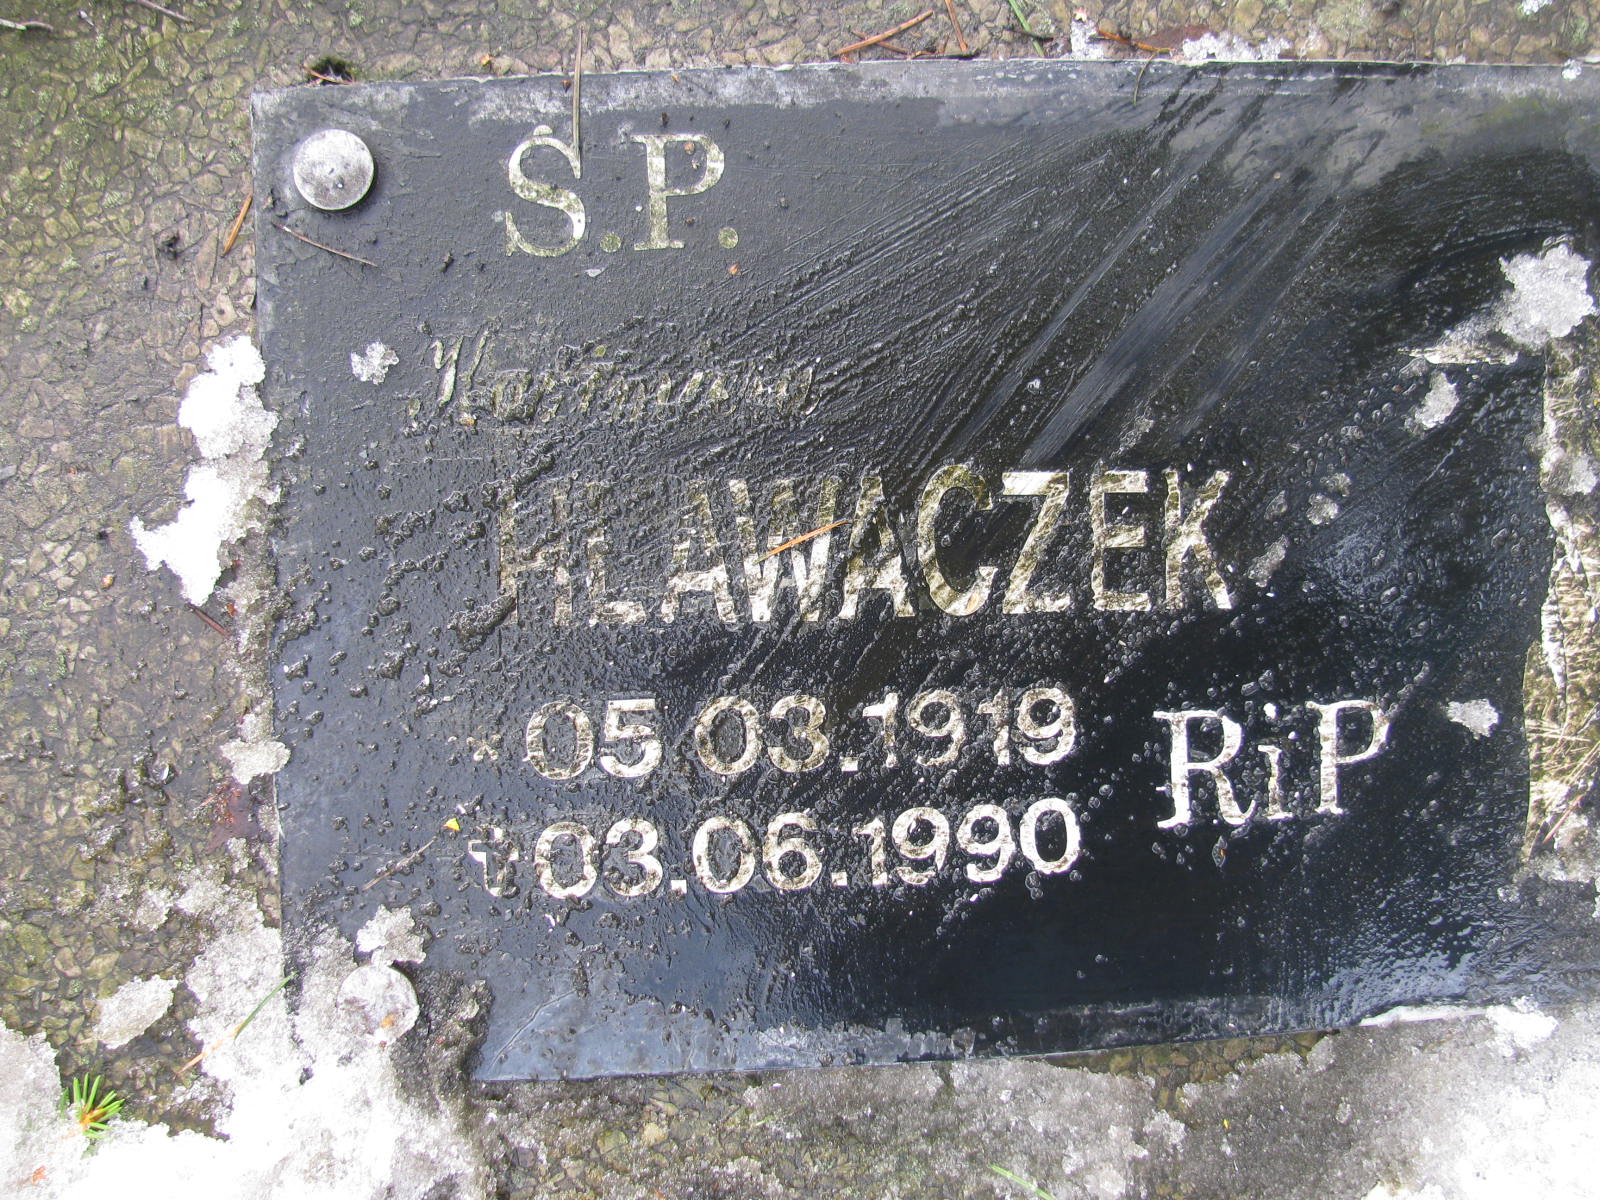 Ś.P.
HLAWACZEK
* 05.03.1919
RiP
† 03.06.1990